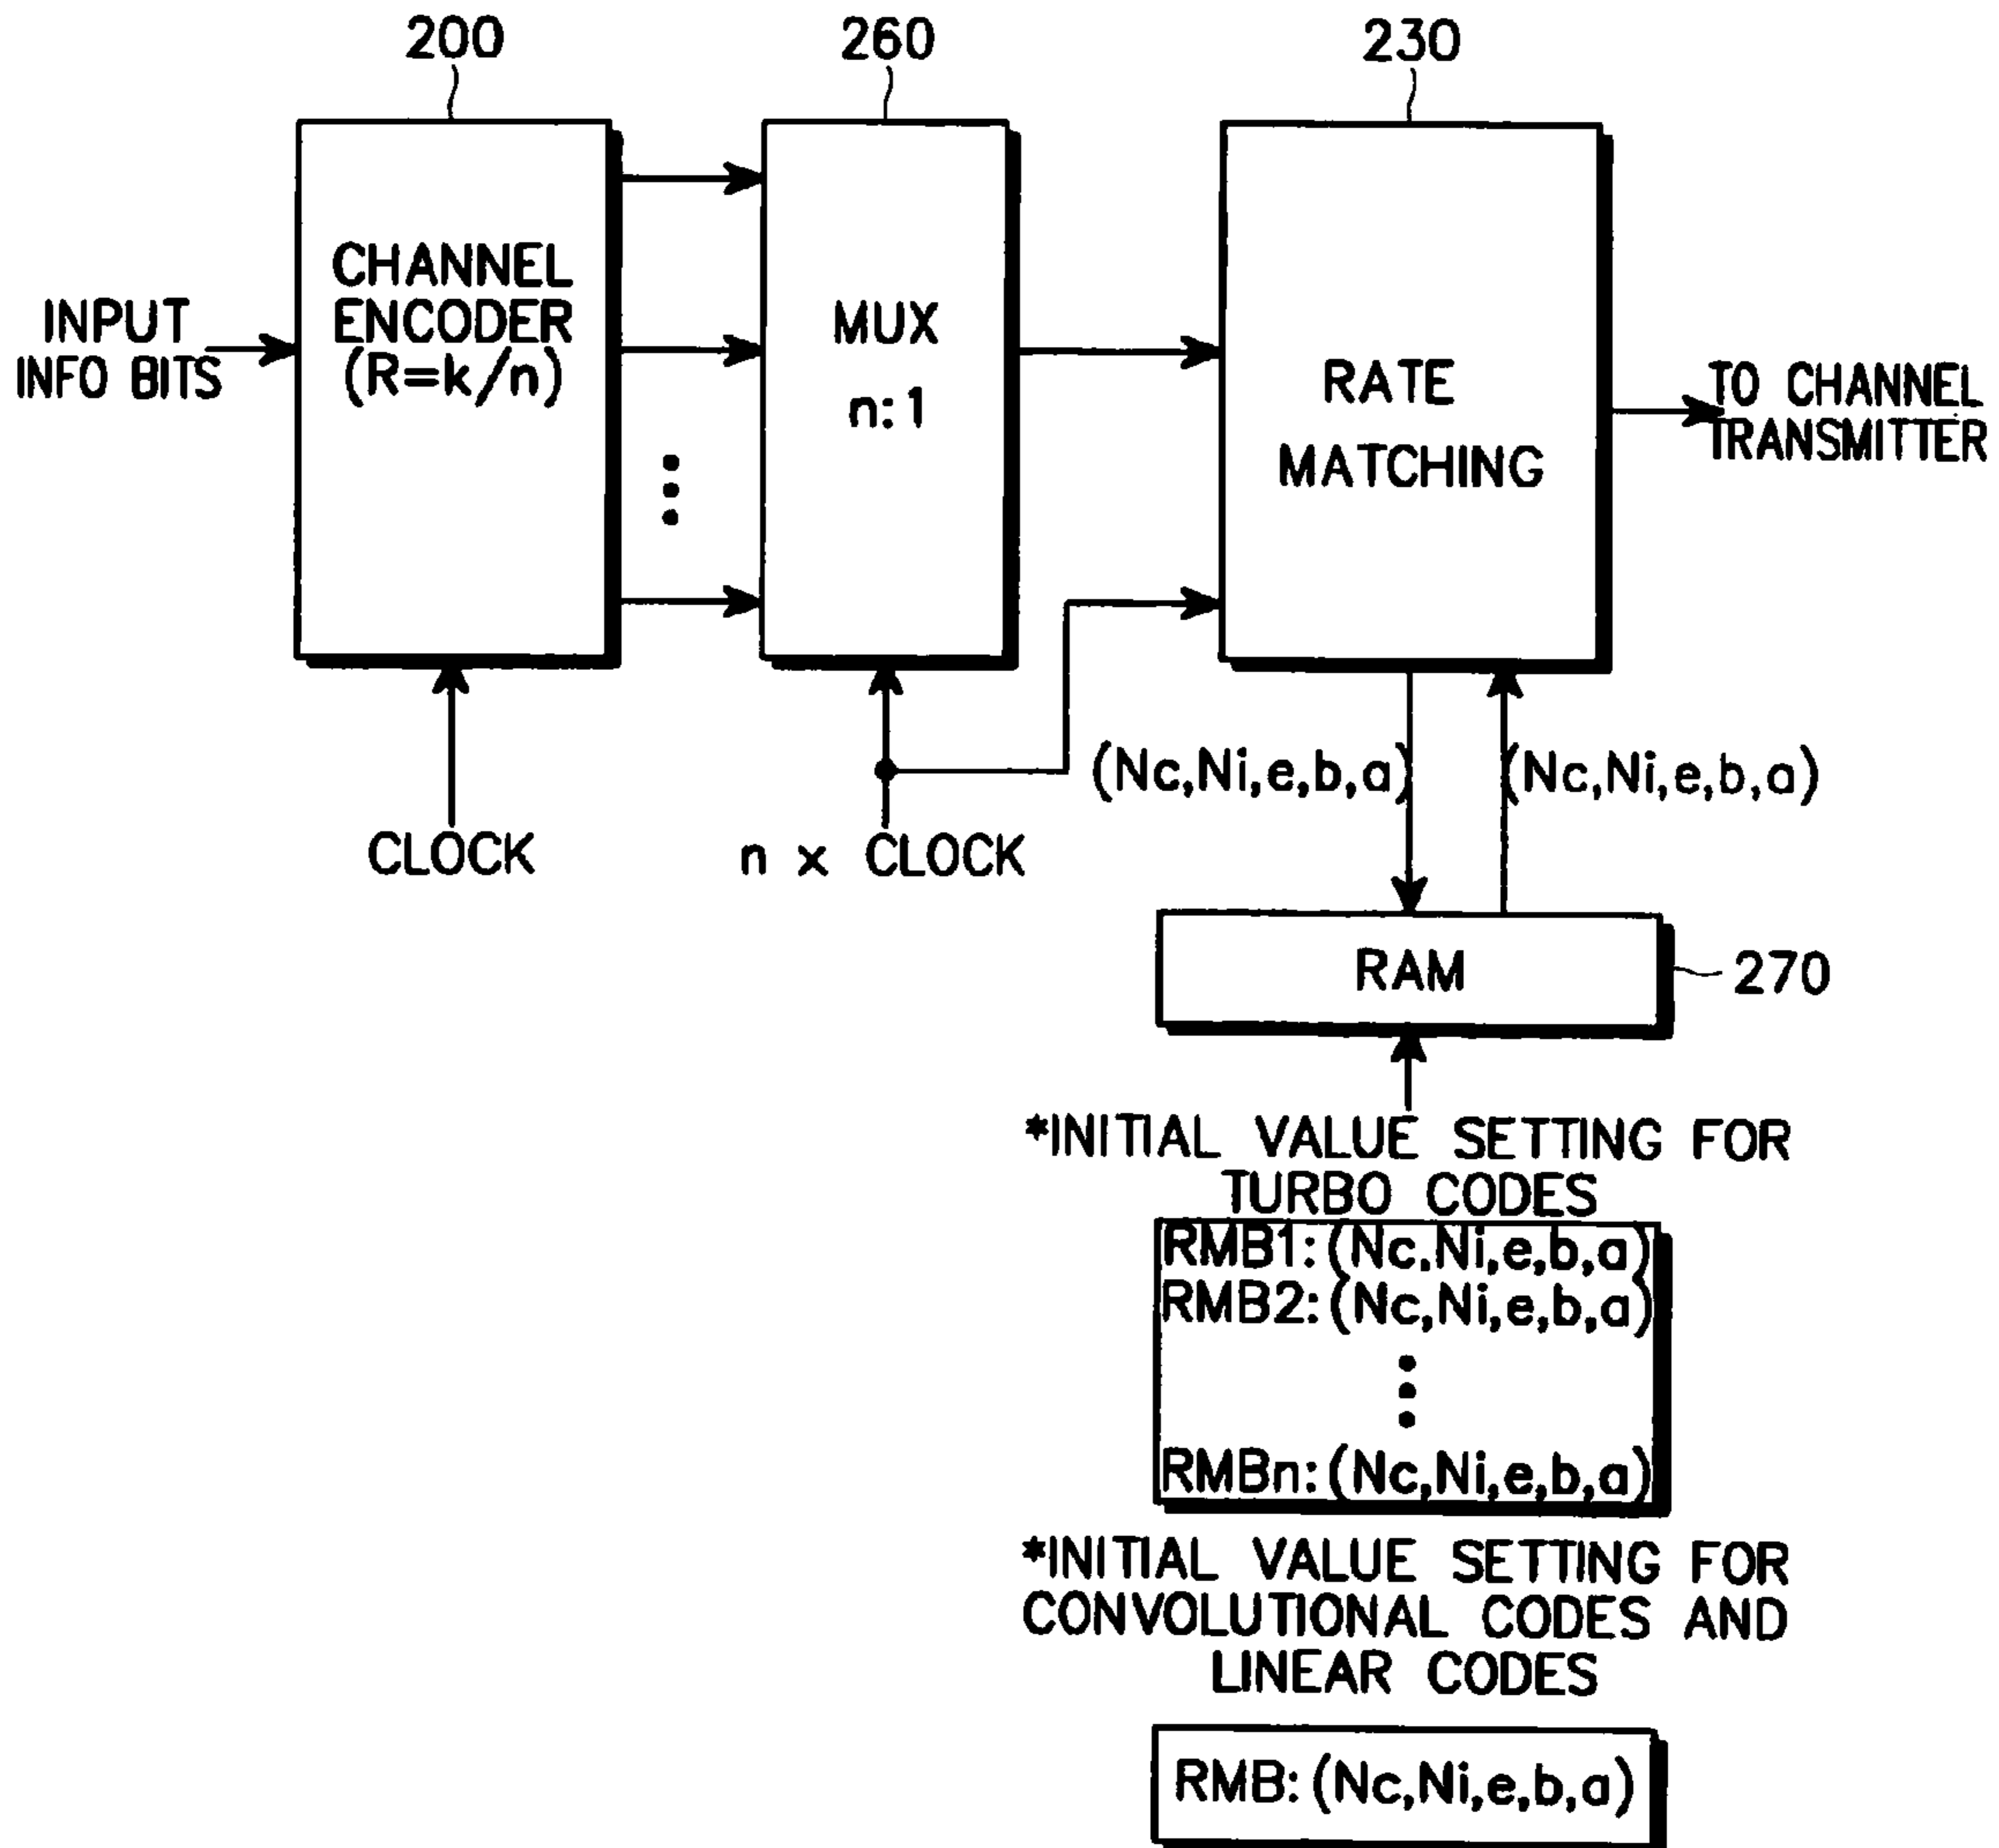 200
260
230
INPUT
INFO BITS
CHANNEL
ENCODER
(R=k/n)
MUX
n:1
RATE
MATCHING
TO CHANNEL
TRANSMITTER
CLOCK
n x CLOCK
(Nc,Ni,e,b,a)
(Nc,Ni,e,b,a)
RAM
270
*INITIAL VALUE SETTING FOR
TURBO CODES
RMB1:(Nc,Ni,e,b,a)
RMB2:(Nc,Ni,e,b,a)
RMBn:(Nc,Ni,e,b,a)
*INITIAL VALUE SETTING FOR
CONVOLUTIONAL CODES AND
LINEAR CODES
RMB:(Nc,Ni,e,b,a)